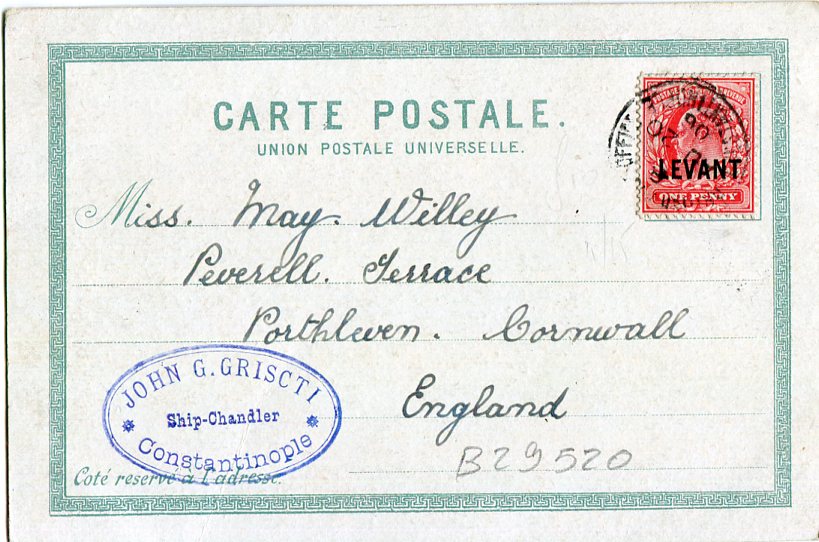 CARTE POSTALE.
UNION POSTALE UNIVERSELLE.
LEVANT
ONE PENNY
Miss. May. Willey
Peverell. Terrace
Porthleven. Cornwall
England
JOHN G. GRISCTI
Ship-Chandler
Constantinople
B29520
Coté reservé à l'adresse.